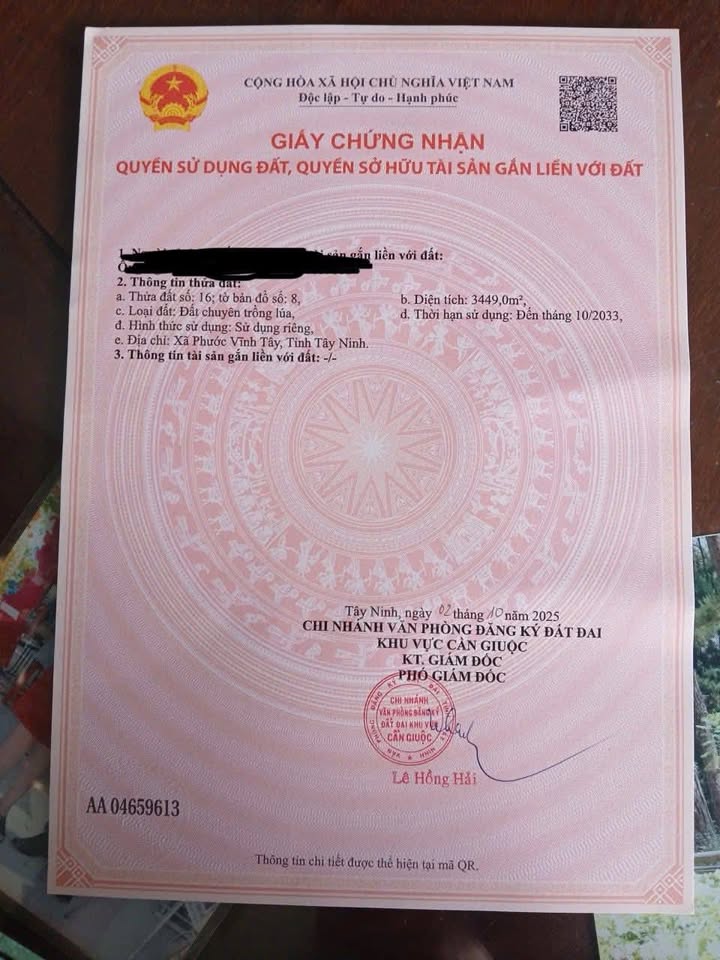 CỘNG HÒA XÃ HỘI CHỦ NGHĨA VIỆT NAM
Độc lập - Tự do - Hạnh phúc
GIẤY CHỨNG NHẬN
QUYỀN SỬ DỤNG ĐẤT, QUYỀN SỞ HỮU TÀI SẢN GẮN LIỀN VỚI ĐẤT
1. sản gắn liền với đất:
2. Thông tin thửa đất:
a. Thửa đất số: 16; tờ bản đồ số: 8, b. Diện tích: 3449,0m²,
c. Loại đất: Đất chuyên trồng lúa, d. Thời hạn sử dụng: Đến tháng 10/2033,
đ. Hình thức sử dụng: Sử dụng riêng,
e. Địa chỉ: Xã Phước Vĩnh Tây, Tỉnh Tây Ninh.
3. Thông tin tài sản gắn liền với đất: -/-
Tây Ninh, ngày 02 tháng 10 năm 2025
CHI NHÁNH VĂN PHÒNG ĐĂNG KÝ ĐẤT ĐAI
KHU VỰC CẦN GIUỘC
KT. GIÁM ĐỐC
PHÓ GIÁM ĐỐC
CHI NHÁNH
VĂN PHÒNG ĐĂNG KÝ
ĐẤT ĐAI KHU VỰC
CẦN GIUỘC
Lê Hồng Hải
AA 04659613
Thông tin chi tiết được thể hiện tại mã QR.